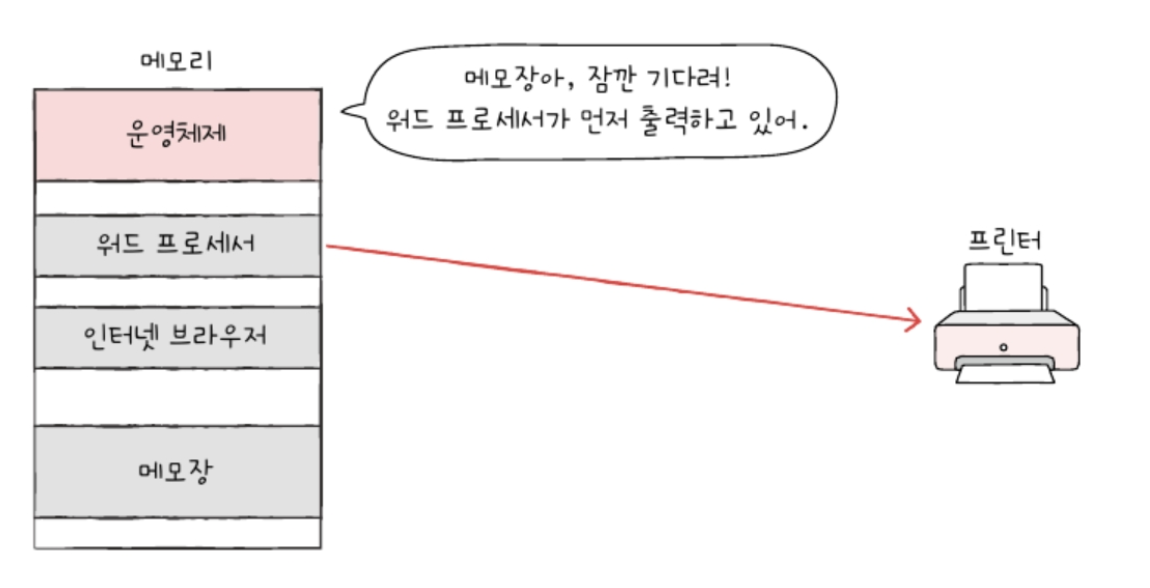 메모리
운영체제
메모장아, 잠깐 기다려!
워드 프로세서가 먼저 출력하고 있어.
워드 프로세서
인터넷 브라우저
메모장
프린터